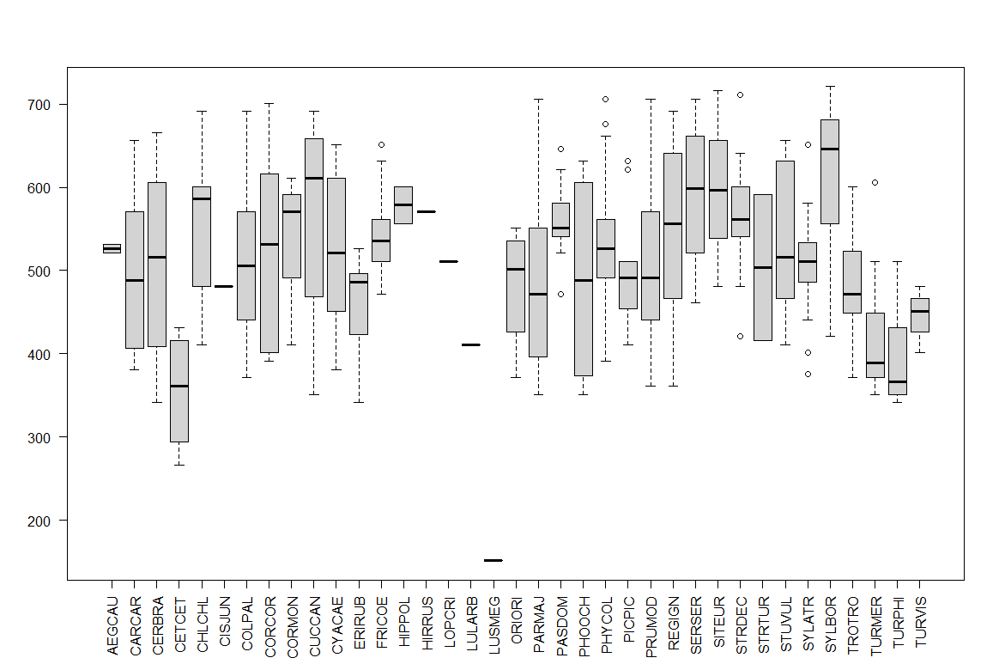 700
600
500
400
300
200
AEGCAU
CARCAR
CERBRA
CETCET
CHLCHL
CISJUN
COLPAL
CORCOR
CORMON
CUCCAN
CYACAE
ERIRUB
FRICOE
HIPPOL
HIRRUS
LOPCRI
LULARB
LUSMEG
ORIORI
PARMAJ
PASDOM
PHOOCH
PHYCOL
PICPIC
PRUMOD
REGIGN
SERSER
SITEUR
STRDEC
STRTUR
STUVUL
SYLATR
SYLBOR
TROTRO
TURMER
TURPHI
TURVIS